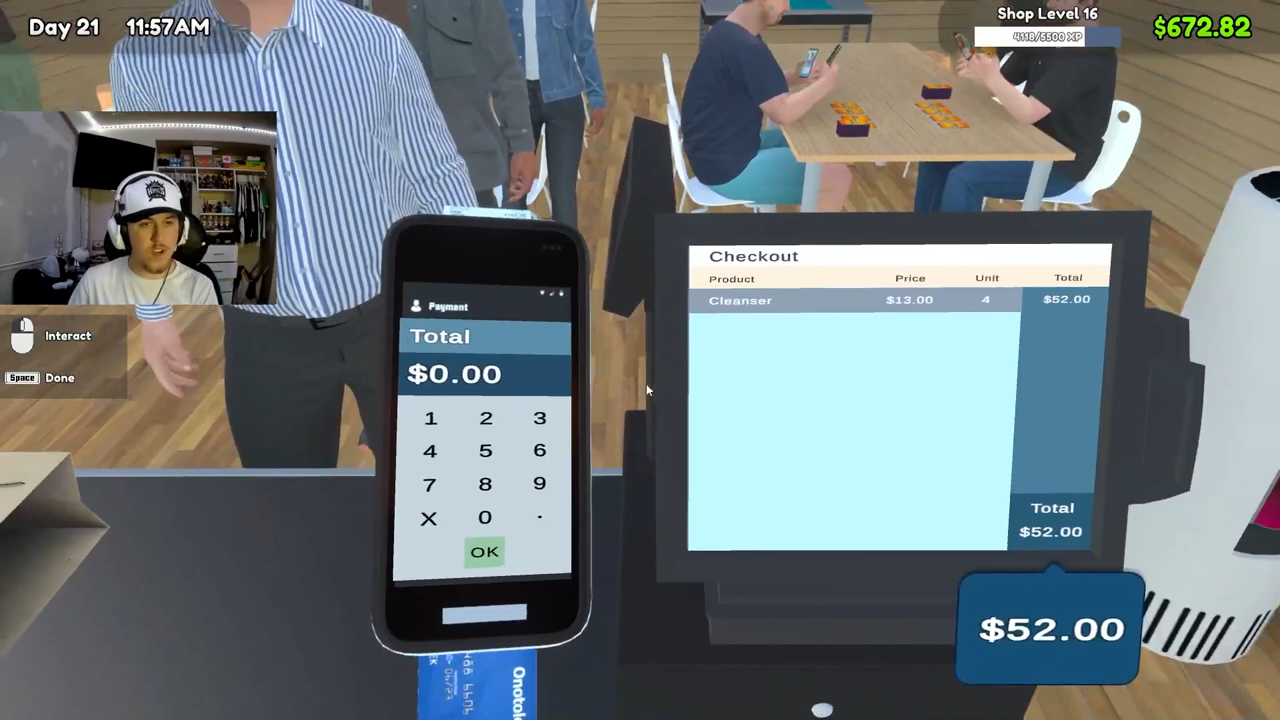 Day 21 11:57AM
Shop Level 16
4118/5500 XP
$672.82
Interact
Space Done
Payment
Total
$0.00
1 2 3
4 5 6
7 8 9
X 0 .
OK
Checkout
Product Price Unit Total
Cleanser $13.00 4 $52.00
Total
$52.00
$52.00